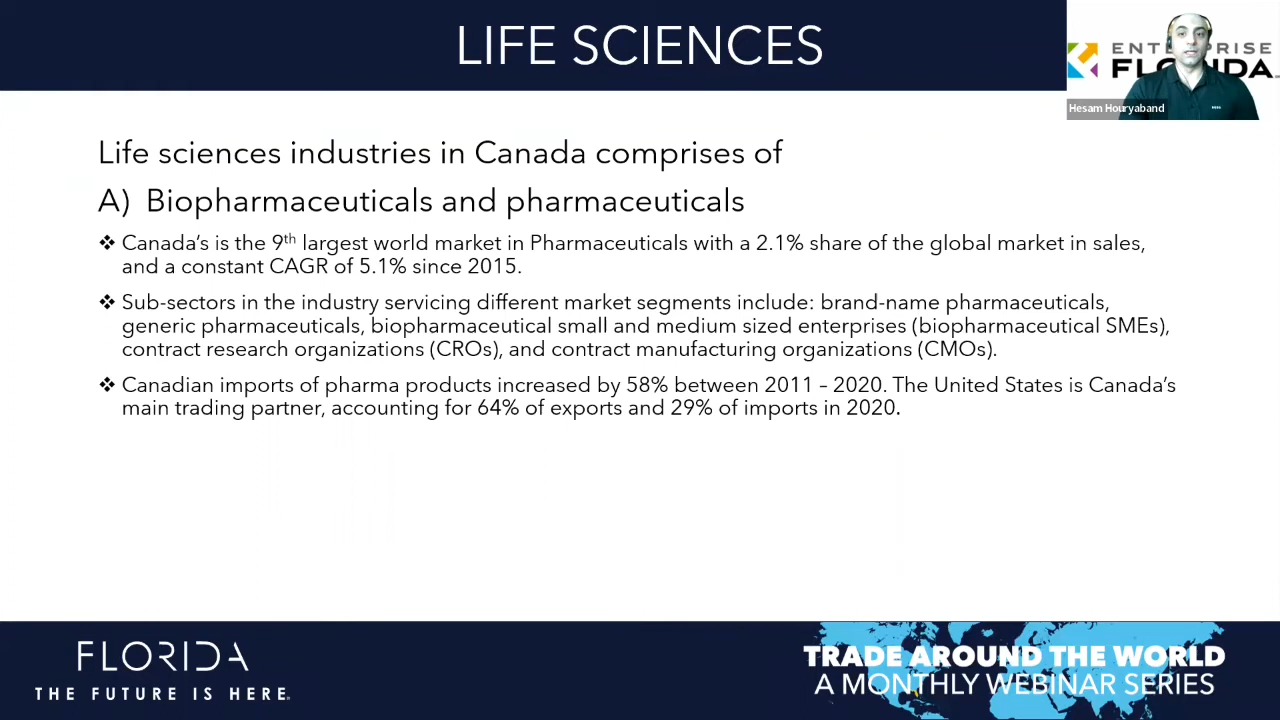 LIFE SCIENCES
ENTERPRISE
FLORIDA
Hesam Houryaband
Life sciences industries in Canada comprises of
A) Biopharmaceuticals and pharmaceuticals
❖ Canada's is the 9th largest world market in Pharmaceuticals with a 2.1% share of the global market in sales,
and a constant CAGR of 5.1% since 2015.
❖ Sub-sectors in the industry servicing different market segments include: brand-name pharmaceuticals,
generic pharmaceuticals, biopharmaceutical small and medium sized enterprises (biopharmaceutical SMEs),
contract research organizations (CROs), and contract manufacturing organizations (CMOs).
❖ Canadian imports of pharma products increased by 58% between 2011 – 2020. The United States is Canada's
main trading partner, accounting for 64% of exports and 29% of imports in 2020.
FLORIDA
THE FUTURE IS HERE.
TRADE AROUND THE WORLD
A MONTHLY WEBINAR SERIES